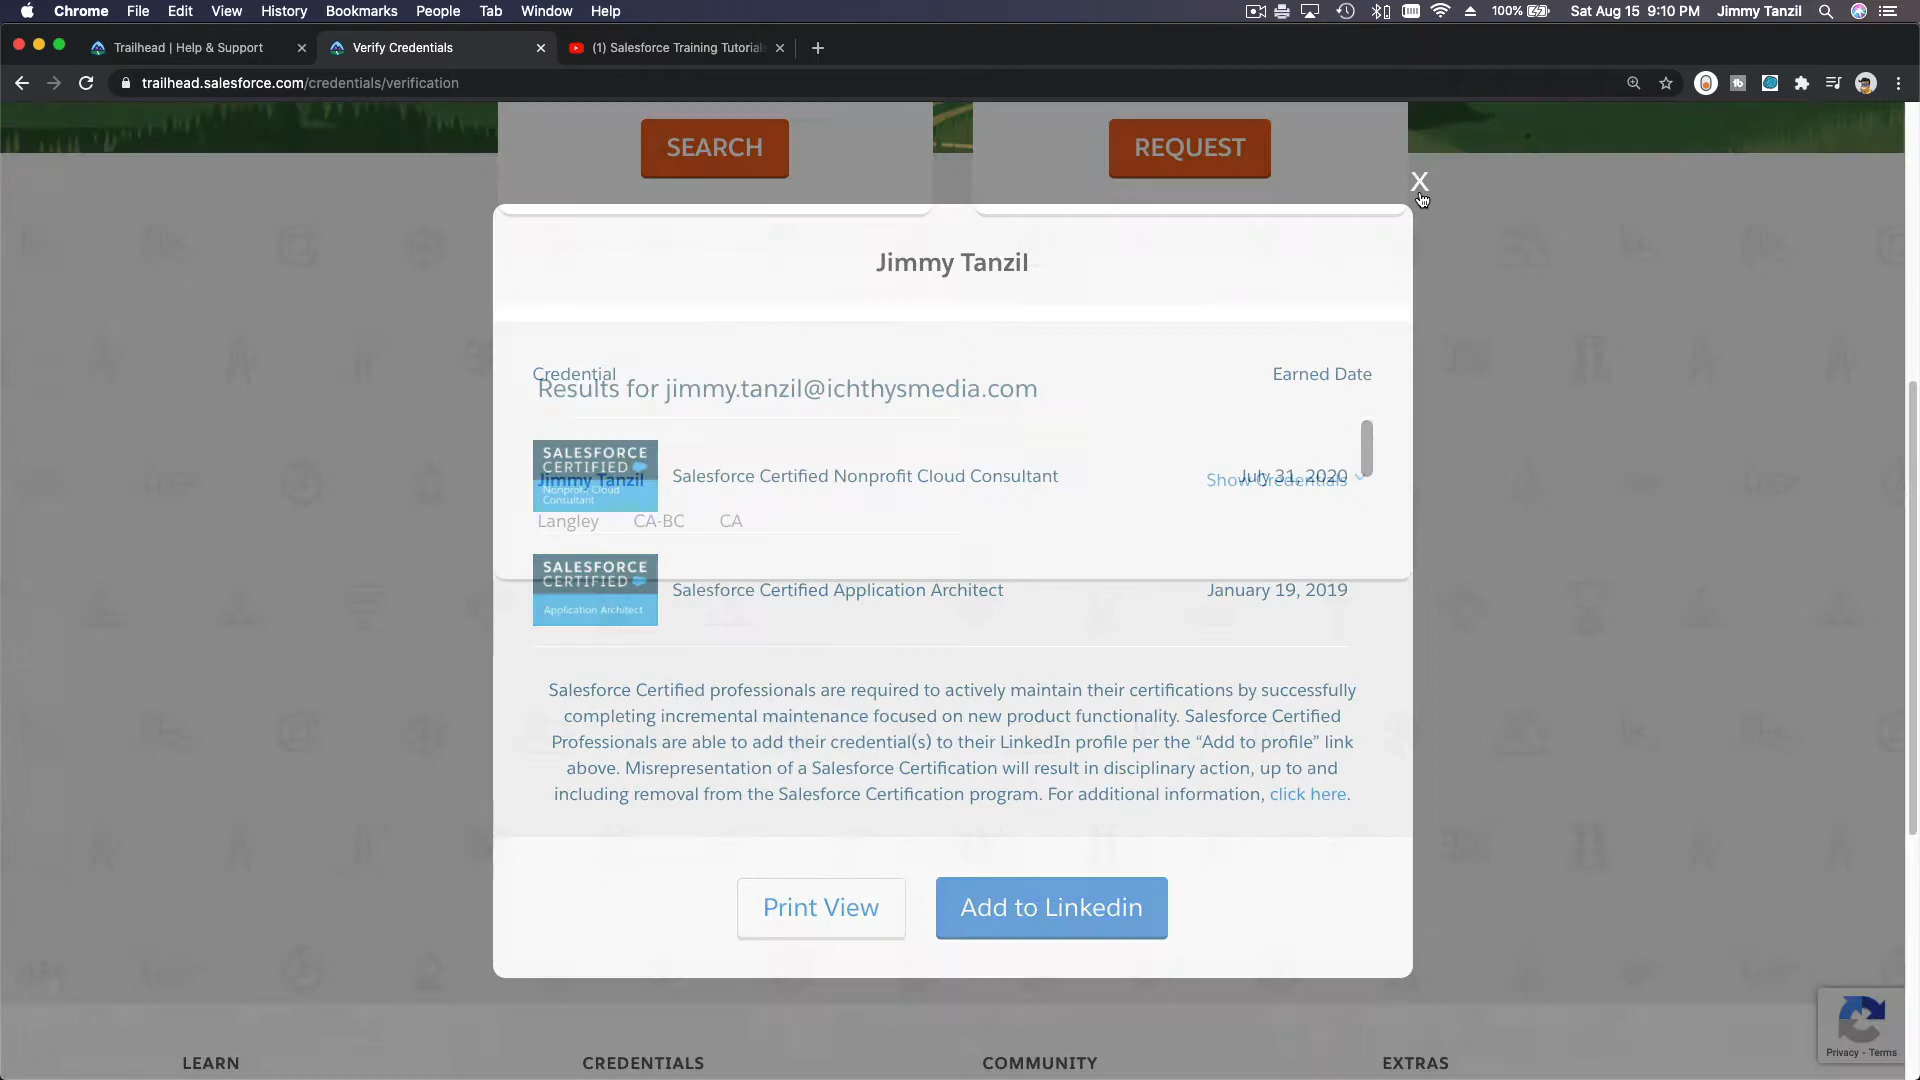 Chrome File Edit View History Bookmarks People Tab Window Help 100% Sat Aug 15 9:10 PM Jimmy Tanzil
Trailhead | Help & Support Verify Credentials (1) Salesforce Training Tutorial
trailhead.salesforce.com/credentials/verification
SEARCH REQUEST
X
Jimmy Tanzil
Credential Earned Date
Results for jimmy.tanzil@ichthysmedia.com
SALESFORCE
CERTIFIED
Nonprofit Cloud
Consultant
Salesforce Certified Nonprofit Cloud Consultant July 31, 2020
Jimmy Tanzil Show Credentials
Langley CA-BC CA
SALESFORCE
CERTIFIED
Application Architect
Salesforce Certified Application Architect January 19, 2019
Salesforce Certified professionals are required to actively maintain their certifications by successfully
completing incremental maintenance focused on new product functionality. Salesforce Certified
Professionals are able to add their credential(s) to their LinkedIn profile per the “Add to profile” link
above. Misrepresentation of a Salesforce Certification will result in disciplinary action, up to and
including removal from the Salesforce Certification program. For additional information, click here.
Print View Add to Linkedin
Privacy - Terms
LEARN CREDENTIALS COMMUNITY EXTRAS